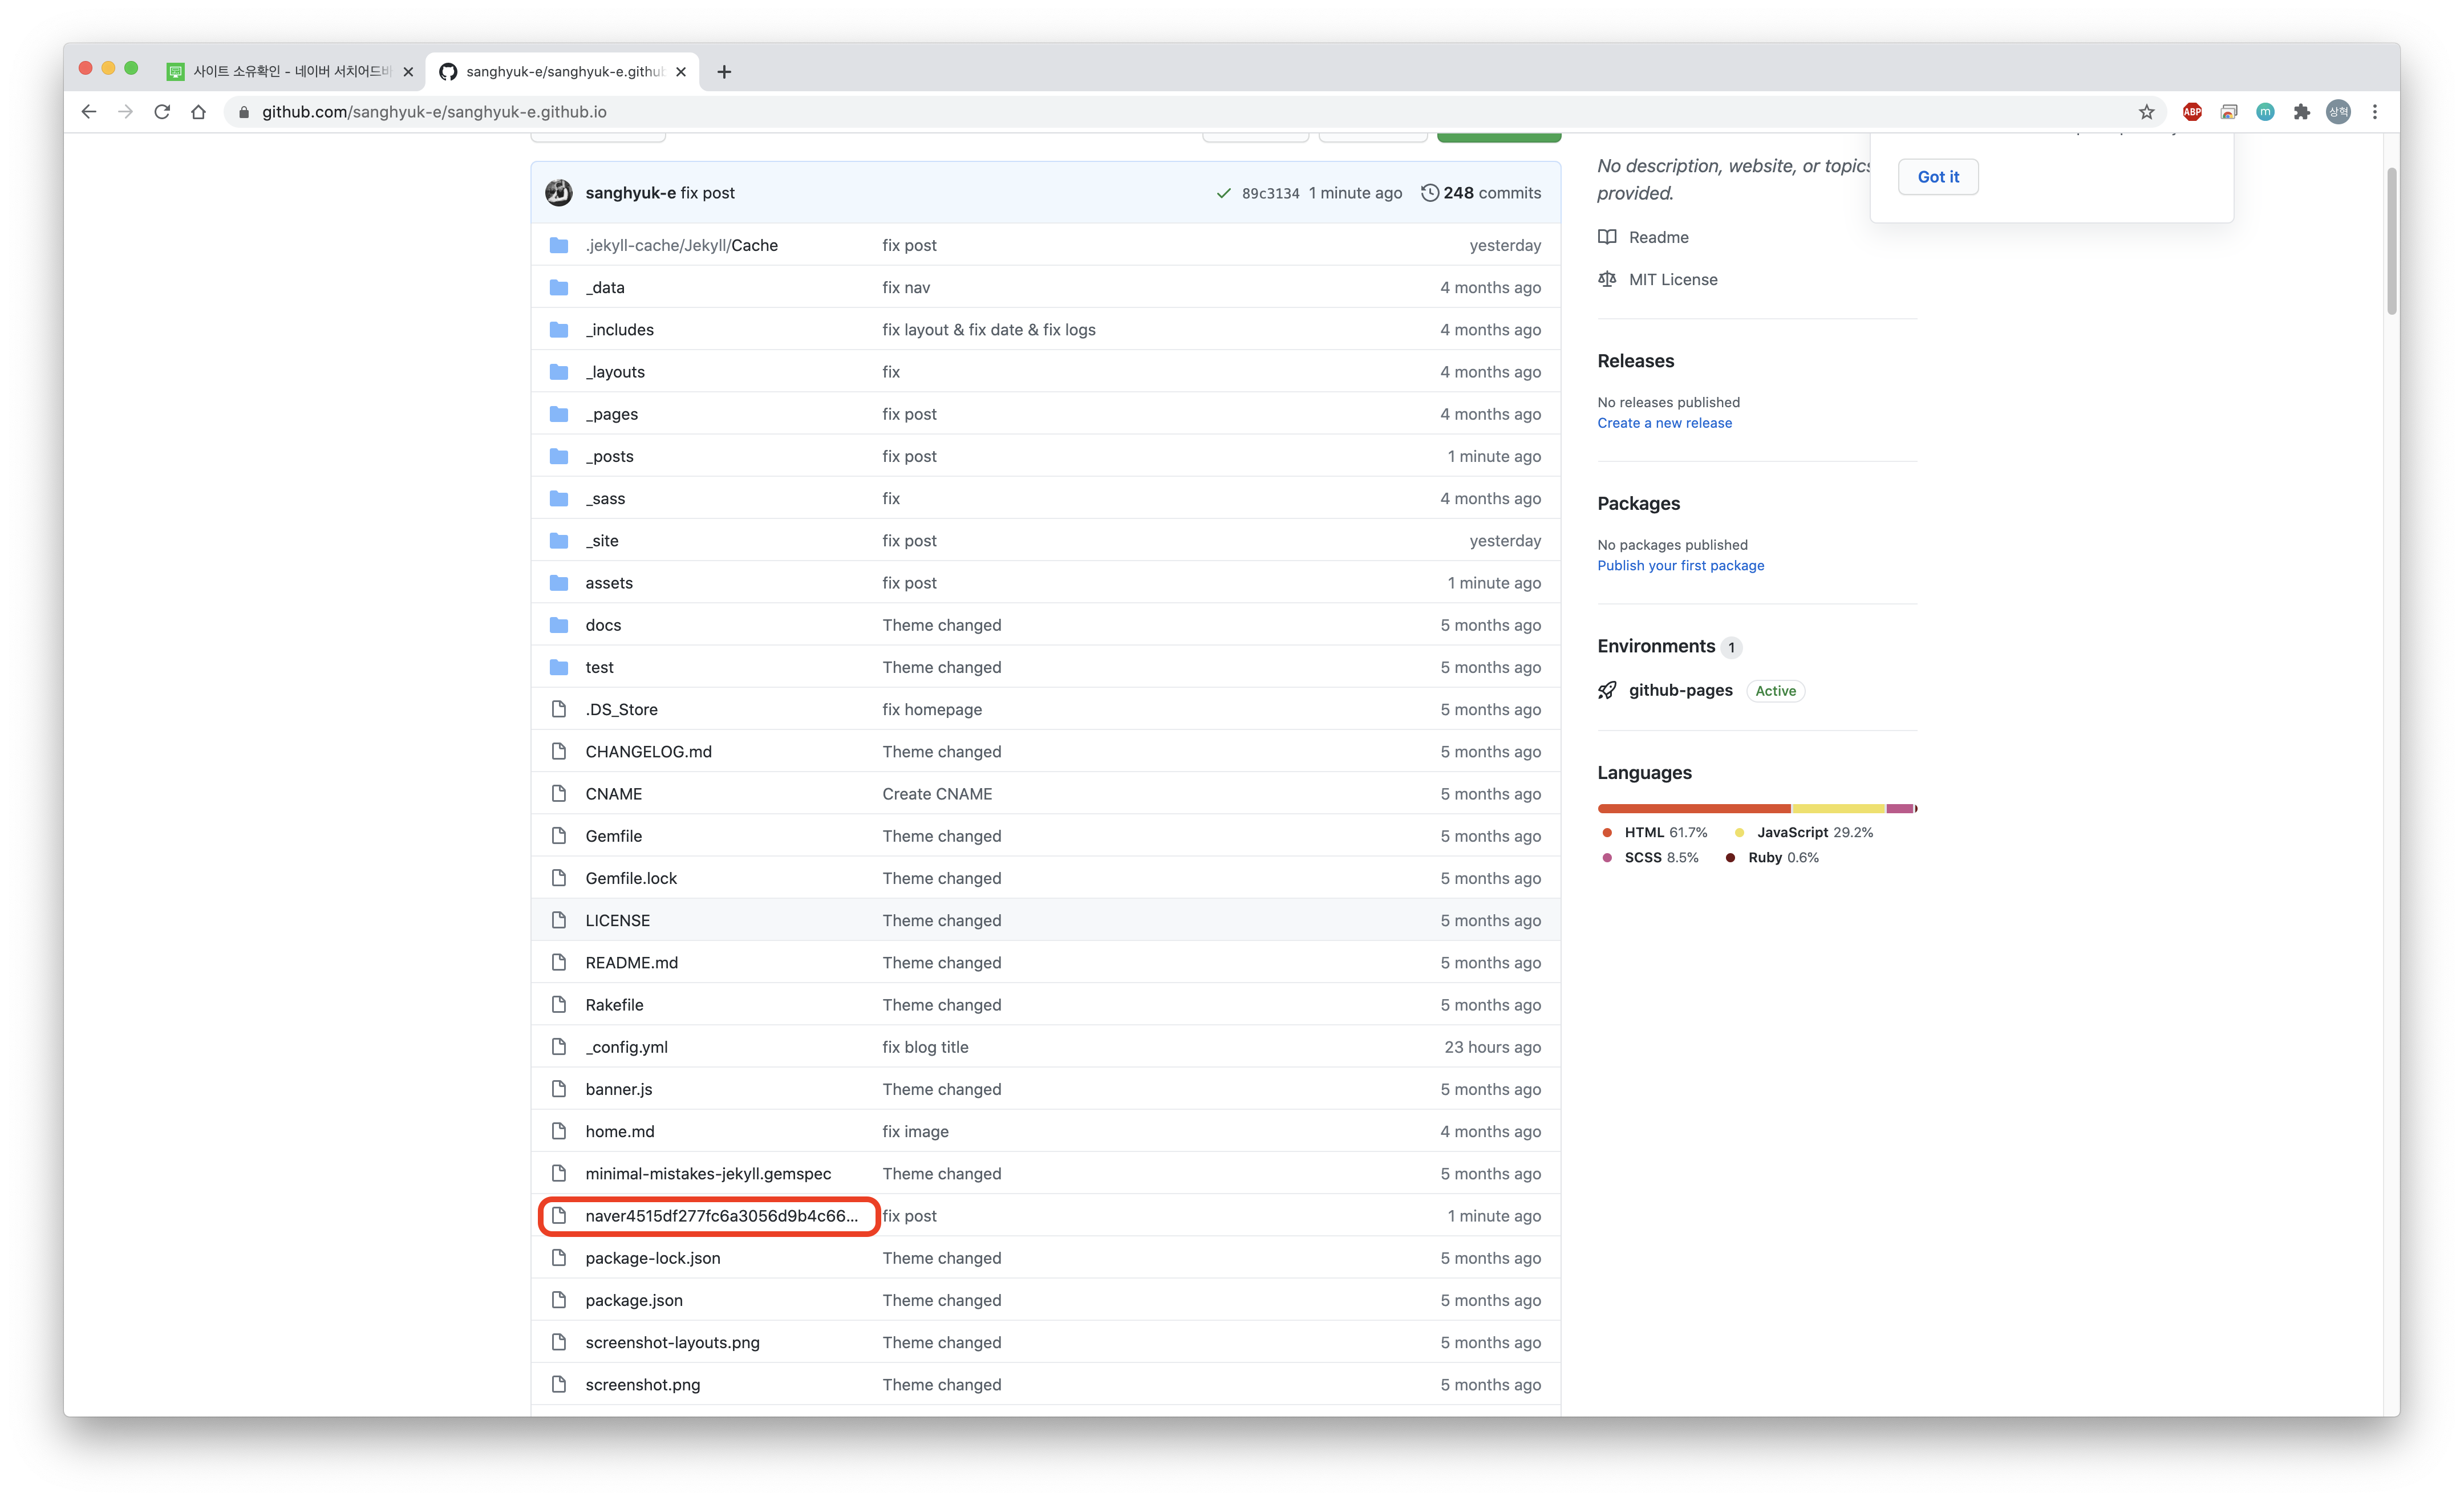 사이트 소유확인 - 네이버 서치어드바
sanghyuk-e/sanghyuk-e.github
github.com/sanghyuk-e/sanghyuk-e.github.io
ABP
m
상혁
No description, website, or topics
provided.
Got it
sanghyuk-e fix post 89c3134 1 minute ago 248 commits
.jekyll-cache/Jekyll/Cache fix post yesterday
_data fix nav 4 months ago
_includes fix layout & fix date & fix logs 4 months ago
_layouts fix 4 months ago
_pages fix post 4 months ago
_posts fix post 1 minute ago
_sass fix 4 months ago
_site fix post yesterday
assets fix post 1 minute ago
docs Theme changed 5 months ago
test Theme changed 5 months ago
.DS_Store fix homepage 5 months ago
CHANGELOG.md Theme changed 5 months ago
CNAME Create CNAME 5 months ago
Gemfile Theme changed 5 months ago
Gemfile.lock Theme changed 5 months ago
LICENSE Theme changed 5 months ago
README.md Theme changed 5 months ago
Rakefile Theme changed 5 months ago
_config.yml fix blog title 23 hours ago
banner.js Theme changed 5 months ago
home.md fix image 4 months ago
minimal-mistakes-jekyll.gemspec Theme changed 5 months ago
naver4515df277fc6a3056d9b4c66... fix post 1 minute ago
package-lock.json Theme changed 5 months ago
package.json Theme changed 5 months ago
screenshot-layouts.png Theme changed 5 months ago
screenshot.png Theme changed 5 months ago
Readme
MIT License
Releases
No releases published
Create a new release
Packages
No packages published
Publish your first package
Environments 1
github-pages Active
Languages
HTML 61.7% JavaScript 29.2%
SCSS 8.5% Ruby 0.6%